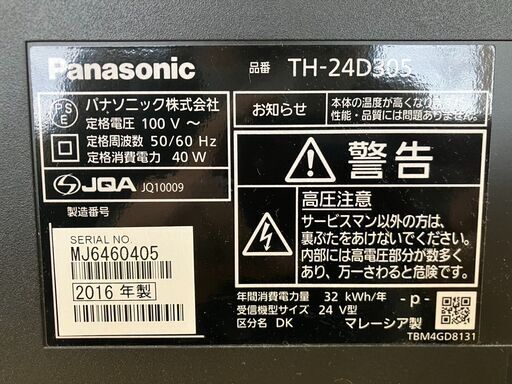 Panasonic
品番 TH-24D305
PS
E
パナソニック株式会社
定格電圧 100 V～
定格周波数 50/60 Hz
定格消費電力 40 W
JQA JQ10009
製造番号
SERIAL NO.
MJ6460405
2016 年製
お知らせ
本体の温度が高くなりますが
性能・品質には問題ありません。
警告
高圧注意
サービスマン以外の方は、
裏ぶたをあけないでください。
内部には高電圧部分が数多く
あり、万一さわると危険です。
年間消費電力量 32 kWh/年
受信機型サイズ 24 V型
区分名 DK
-p-
マレーシア製
TBM4GD8131